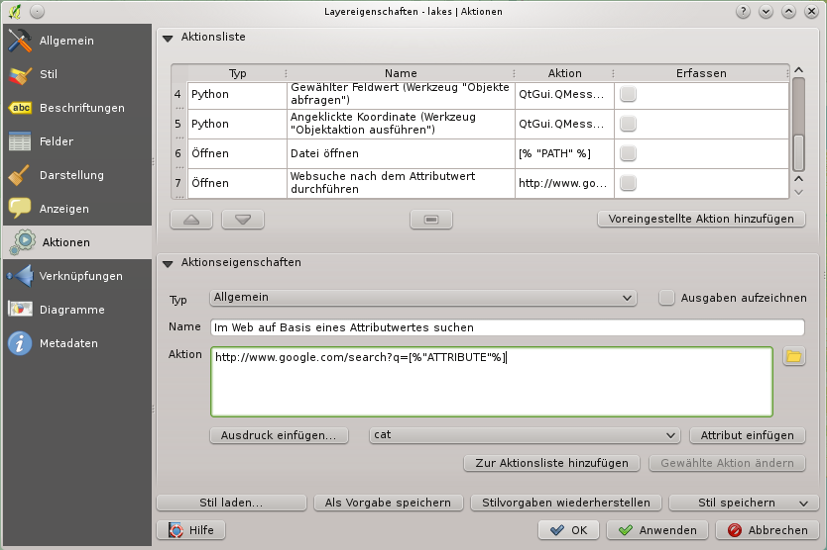 Layereigenschaften - lakes | Aktionen
Allgemein
Stil
abc Beschriftungen
Felder
Darstellung
Anzeigen
Aktionen
Verknüpfungen
Diagramme
Metadaten
Aktionsliste
Typ Name Aktion Erfassen
4 Python Gewählter Feldwert (Werkzeug "Objekte abfragen") QtGui.QMess...
5 Python Angeklickte Koordinate (Werkzeug "Objektaktion ausführen") QtGui.QMess...
6 Öffnen Datei öffnen [% "PATH" %]
7 Öffnen Websuche nach dem Attributwert durchführen http://www.go...
Voreingestellte Aktion hinzufügen
Aktionseigenschaften
Typ Allgemein Ausgaben aufzeichnen
Name Im Web auf Basis eines Attributwertes suchen
Aktion http://www.google.com/search?q=[%"ATTRIBUTE"%]
Ausdruck einfügen... cat Attribut einfügen
Zur Aktionsliste hinzufügen Gewählte Aktion ändern
Stil laden... Als Vorgabe speichern Stilvorgaben wiederherstellen Stil speichern
Hilfe OK Anwenden Abbrechen